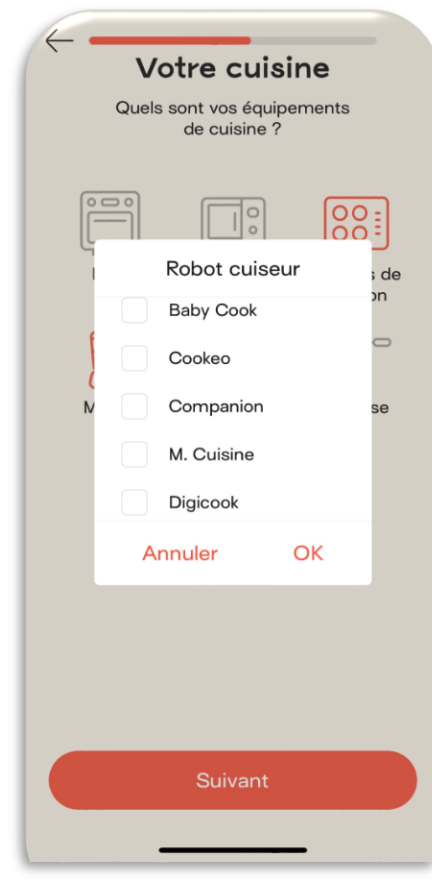 Votre cuisine
Quels sont vos équipements
de cuisine ?
Robot cuiseur
Baby Cook
Cookeo
Companion
M. Cuisine
Digicook
Annuler
OK
Suivant